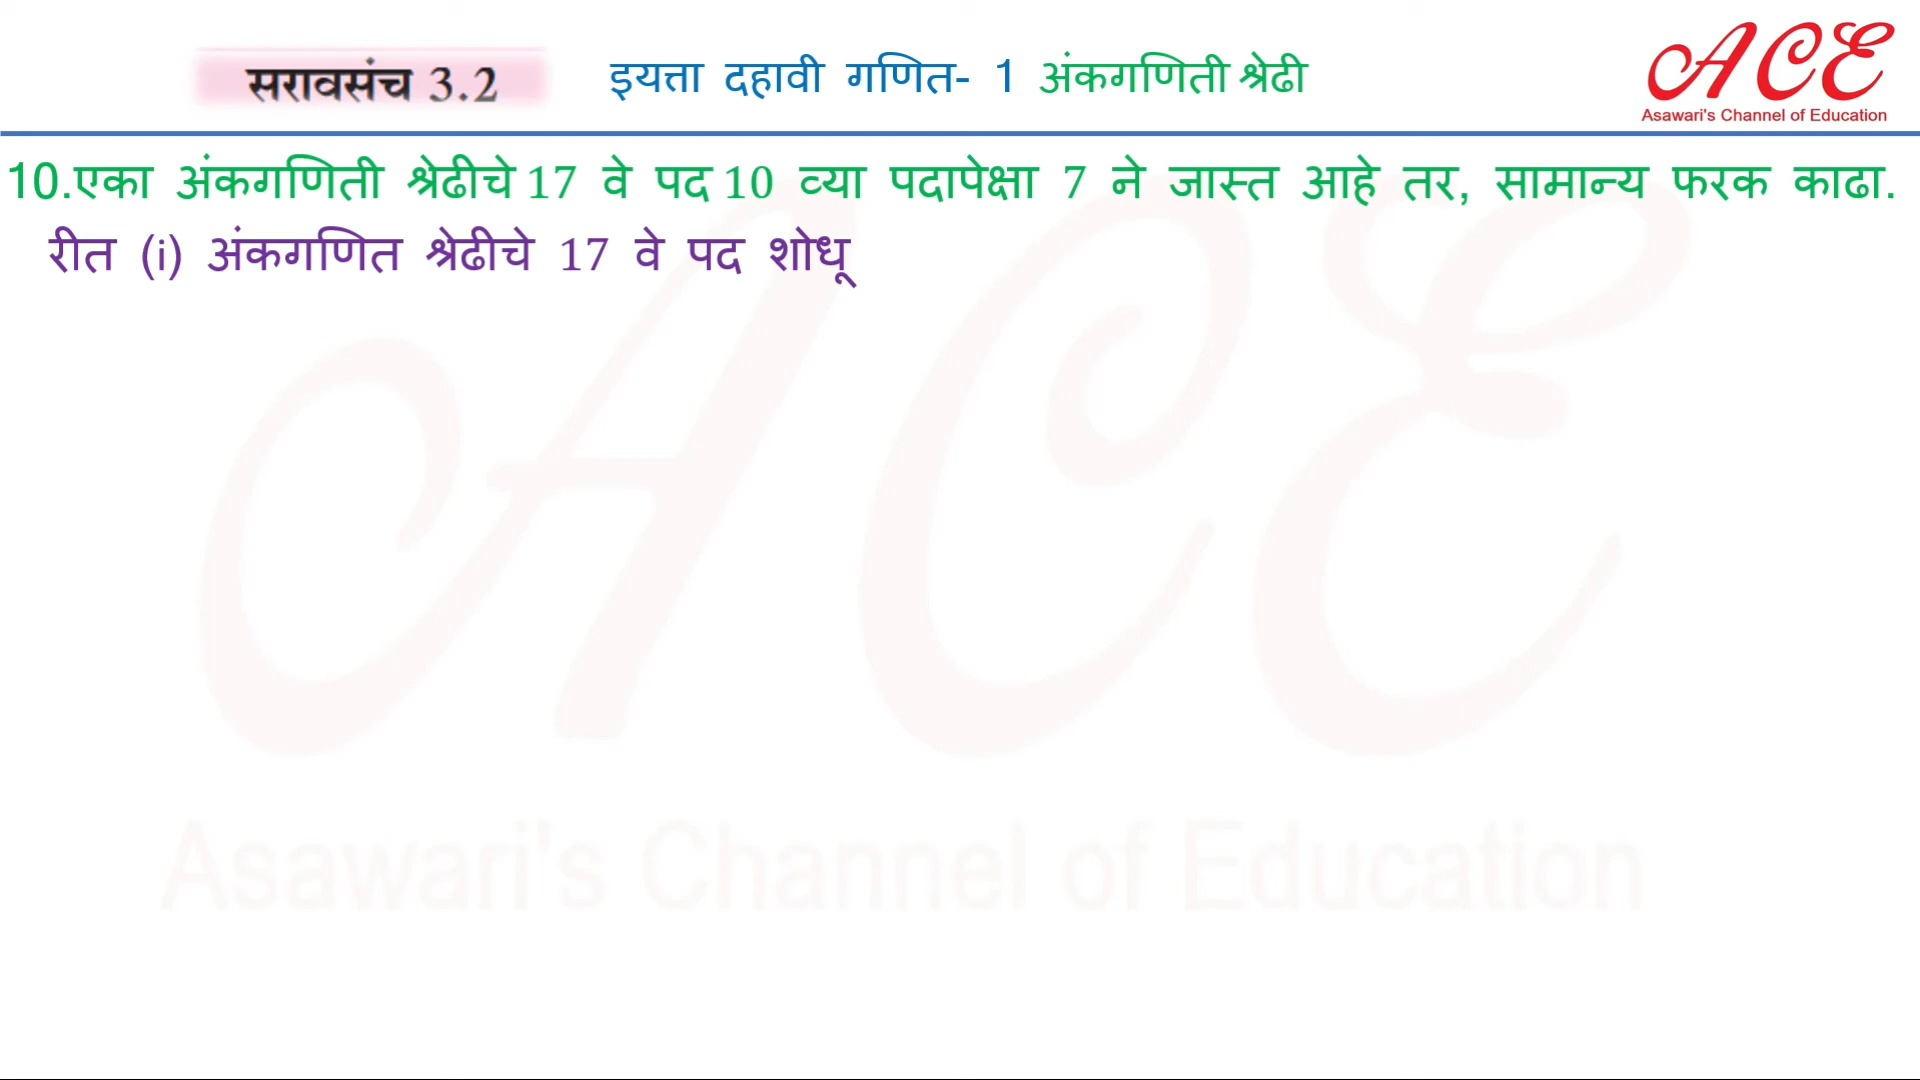 सरावसंच 3.2
इयत्ता दहावी गणित- 1 अंकगणिती श्रेढी
ACE
Asawari's Channel of Education
10.एका अंकगणिती श्रेढीचे 17 वे पद 10 व्या पदापेक्षा 7 ने जास्त आहे तर, सामान्य फरक काढा.
रीत (i) अंकगणित श्रेढीचे 17 वे पद शोधू
ACE
Asawari's Channel of Education